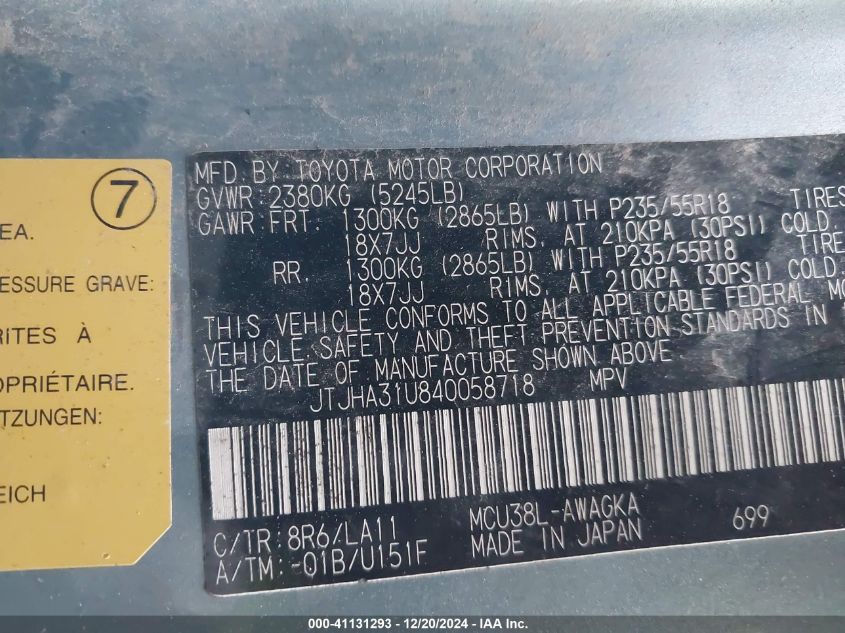 7
EA.
ESSURE GRAVE:
RITES À
OPRIÉTAIRE.
TZUNGEN:
EICH
MFD. BY TOYOTA MOTOR CORPORATION
GVWR: 2380KG (5245LB)
GAWR FRT. 1300KG (2865LB) WITH P235/55R18 TIRES
18X7JJ RIMS, AT 210KPA (30PSI) COLD.
RR. 1300KG (2865LB) WITH P235/55R18 TIRE
18X7JJ RIMS, AT 210KPA (30PSI) COLD.
THIS VEHICLE CONFORMS TO ALL APPLICABLE FEDERAL MO
VEHICLE SAFETY AND THEFT PREVENTION STANDARDS IN
THE DATE OF MANUFACTURE SHOWN ABOVE
JTJHA31U840058718 MPV
C/TR: 8R6/LA11 MCU38L-AWAGKA
A/TM: -01B/U151F MADE IN JAPAN 699
000-41131293 - 12/20/2024 - IAA Inc.